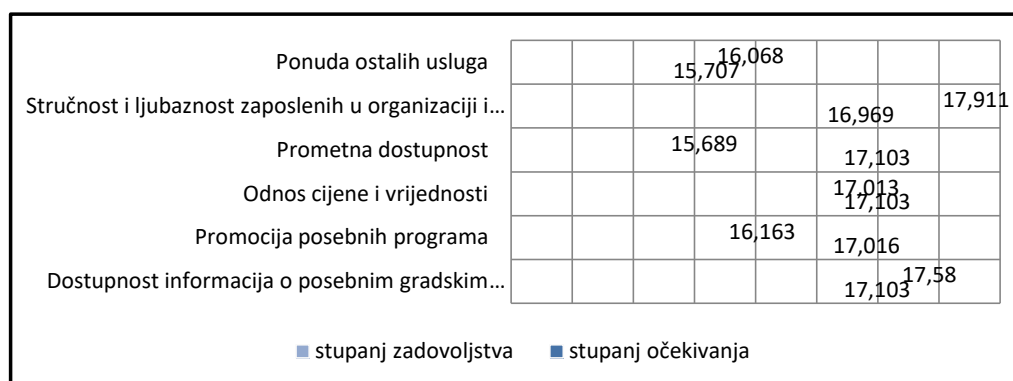 Ponuda ostalih usluga
16,068
15,707
Stručnost i ljubaznost zaposlenih u organizaciji i...
17,911
16,969
Prometna dostupnost
15,689
17,103
Odnos cijene i vrijednosti
17,013
17,103
Promocija posebnih programa
16,163
17,016
Dostupnost informacija o posebnim gradskim...
17,58
17,103
stupanj zadovoljstva stupanj očekivanja